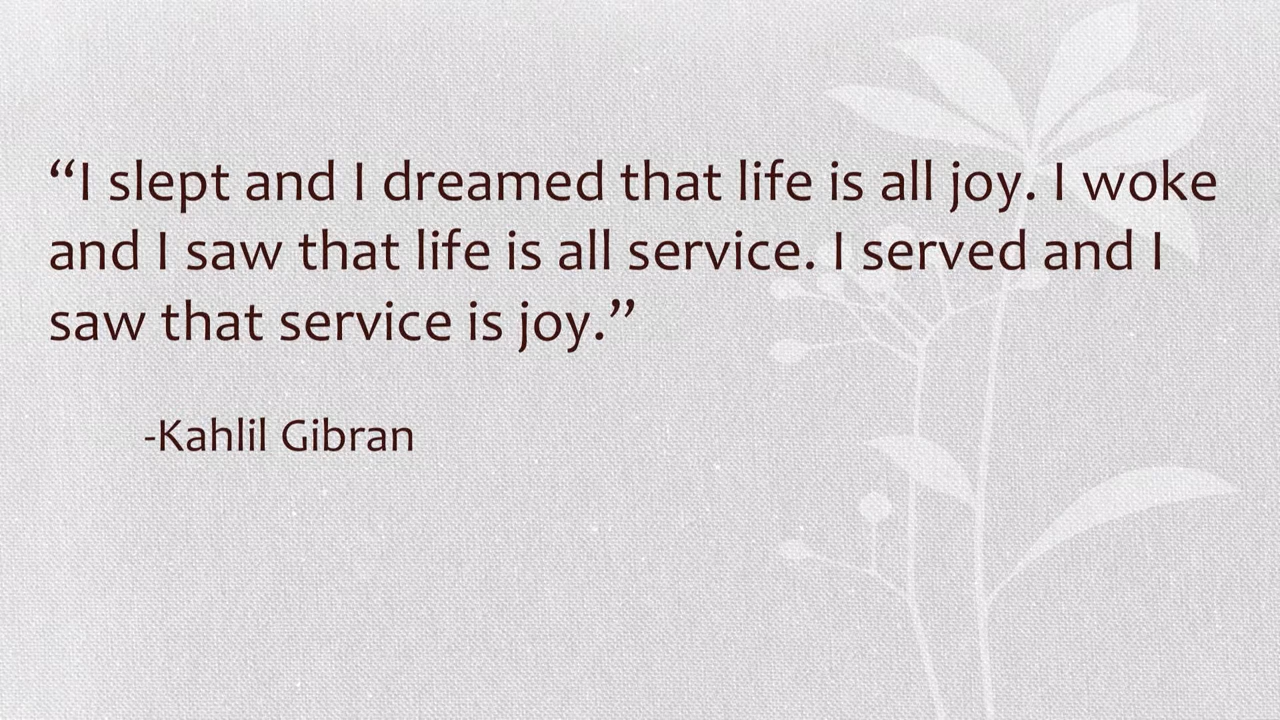 “I slept and I dreamed that life is all joy. I woke
and I saw that life is all service. I served and I
saw that service is joy.”
-Kahlil Gibran